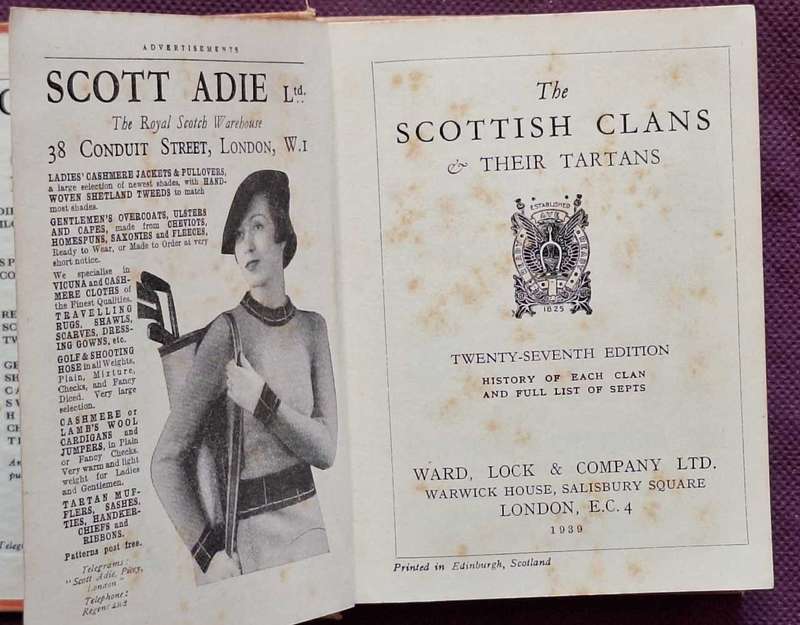 ADVERTISEMENTS
SCOTT ADIE Ltd.
The Royal Scotch Warehouse
38 CONDUIT STREET, LONDON, W.1
LADIES' CASHMERE JACKETS & PULLOVERS,
a large selection of newest shades, with HAND-
WOVEN SHETLAND TWEEDS to match
most shades.
GENTLEMEN'S OVERCOATS, ULSTERS
AND CAPES, made from CHEVIOTS,
HOMESPUNS, SAXONIES and FLEECES,
Ready to Wear, or Made to Order at very
short notice.
We specialise in
VICUNA and CASH-
MERE CLOTHS of
the Finest Qualities,
TRAVELLING
RUGS, SHAWLS,
SCARVES, DRESS-
ING GOWNS, etc.
GOLF & SHOOTING
HOSE in all Weights,
Plain, Mixture,
Checks, and Fancy
Diced. Very large
selection.
CASHMERE or
LAMB'S WOOL
CARDIGANS and
JUMPERS, in Plain
or Fancy Checks.
Very warm and light
weight for Ladies
and Gentlemen.
TARTAN MUF-
FLERS, SASHES,
TIES, HANDKER-
CHIEFS and
RIBBONS.
Patterns post free.
Telegrams:
"Scott Adie, Piccy,
London"
Telephone:
Regent
The
SCOTTISH CLANS
& THEIR TARTANS
ESTABLISHED
1825
TWENTY-SEVENTH EDITION
HISTORY OF EACH CLAN
AND FULL LIST OF SEPTS
WARD, LOCK & COMPANY LTD.
WARWICK HOUSE, SALISBURY SQUARE
LONDON, E.C. 4
1939
Printed in Edinburgh, Scotland